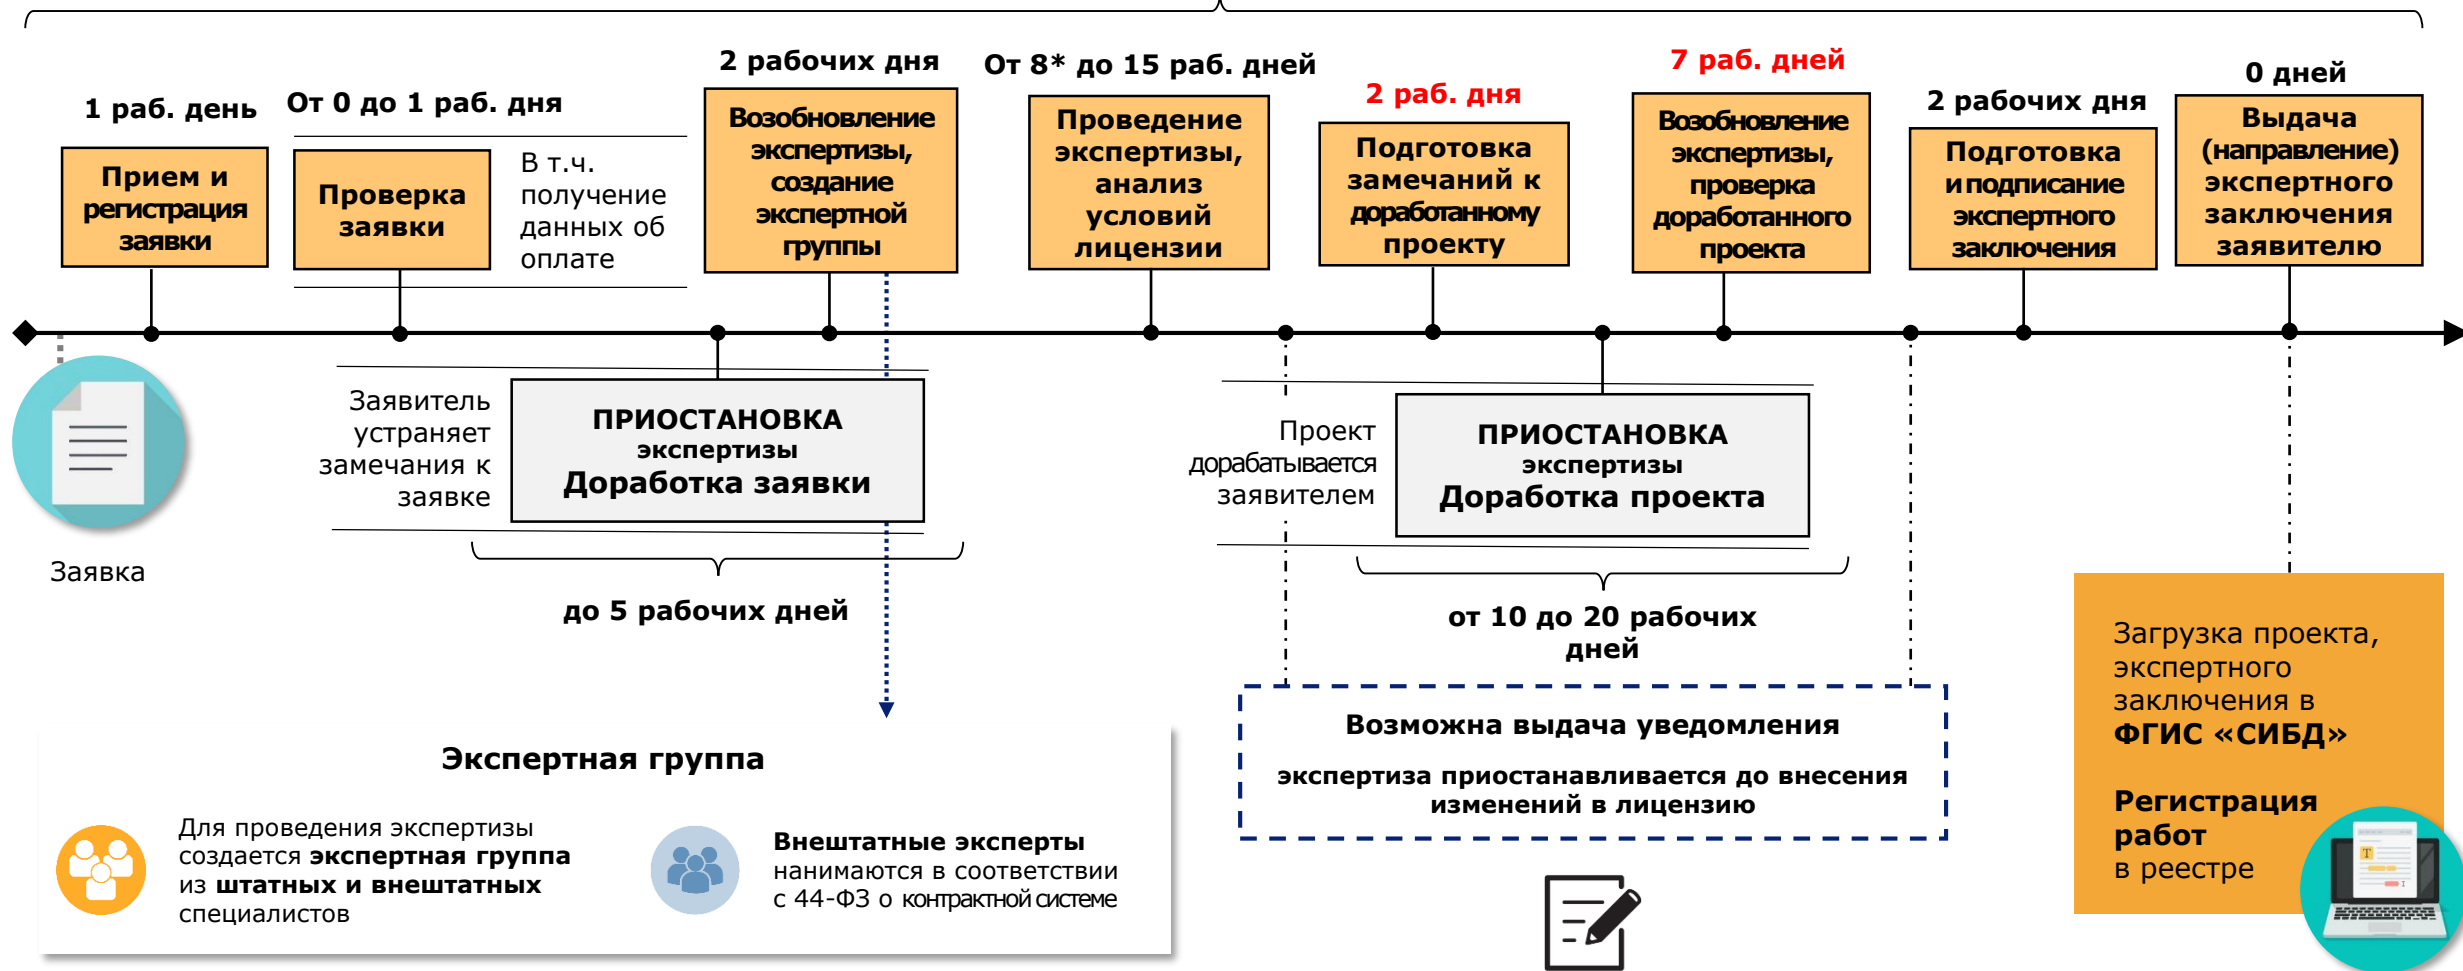 1 раб. день
Прием и
регистрация
заявки
От 0 до 1 раб. дня
Проверка
заявки
В т.ч.
получение
данных об
оплате
2 рабочих дня
Возобновление
экспертизы,
создание
экспертной
группы
От 8* до 15 раб. дней
Проведение
экспертизы,
анализ
условий
лицензии
2 раб. дня
Подготовка
замечаний к
доработанному
проекту
7 раб. дней
Возобновление
экспертизы,
проверка
доработанного
проекта
2 рабочих дня
Подготовка
и подписание
экспертного
заключения
0 дней
Выдача
(направление)
экспертного
заключения
заявителю
Заявка
Заявитель
устраняет
замечания к
заявке
ПРИОСТАНОВКА
экспертизы
Доработка заявки
до 5 рабочих дней
Проект
дорабатывается
заявителем
ПРИОСТАНОВКА
экспертизы
Доработка проекта
от 10 до 20 рабочих
дней
Возможна выдача уведомления
экспертиза приостанавливается до внесения
изменений в лицензию
Загрузка проекта,
экспертного
заключения в
ФГИС «СИБД»
Регистрация
работ
в реестре
Экспертная группа
Для проведения экспертизы
создается экспертная группа
из штатных и внештатных
специалистов
Внештатные эксперты
нанимаются в соответствии
с 44-ФЗ о контрактной системе
T